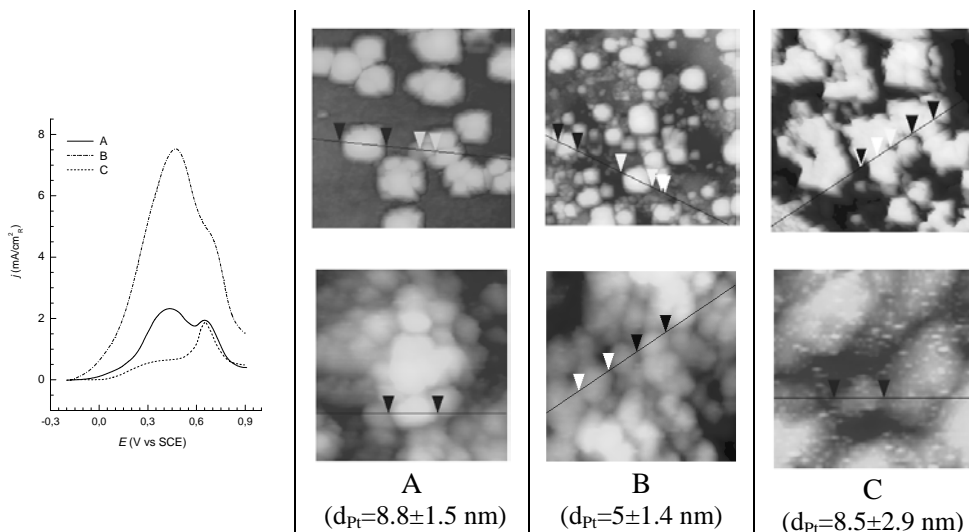 8
6
4
2
0
-0,3 0,0 0,3 0,6 0,9
j (mA/cm²R)
E (V vs SCE)
A
B
C
A
(dPt=8.8±1.5 nm)
B
(dPt=5±1.4 nm)
C
(dPt=8.5±2.9 nm)